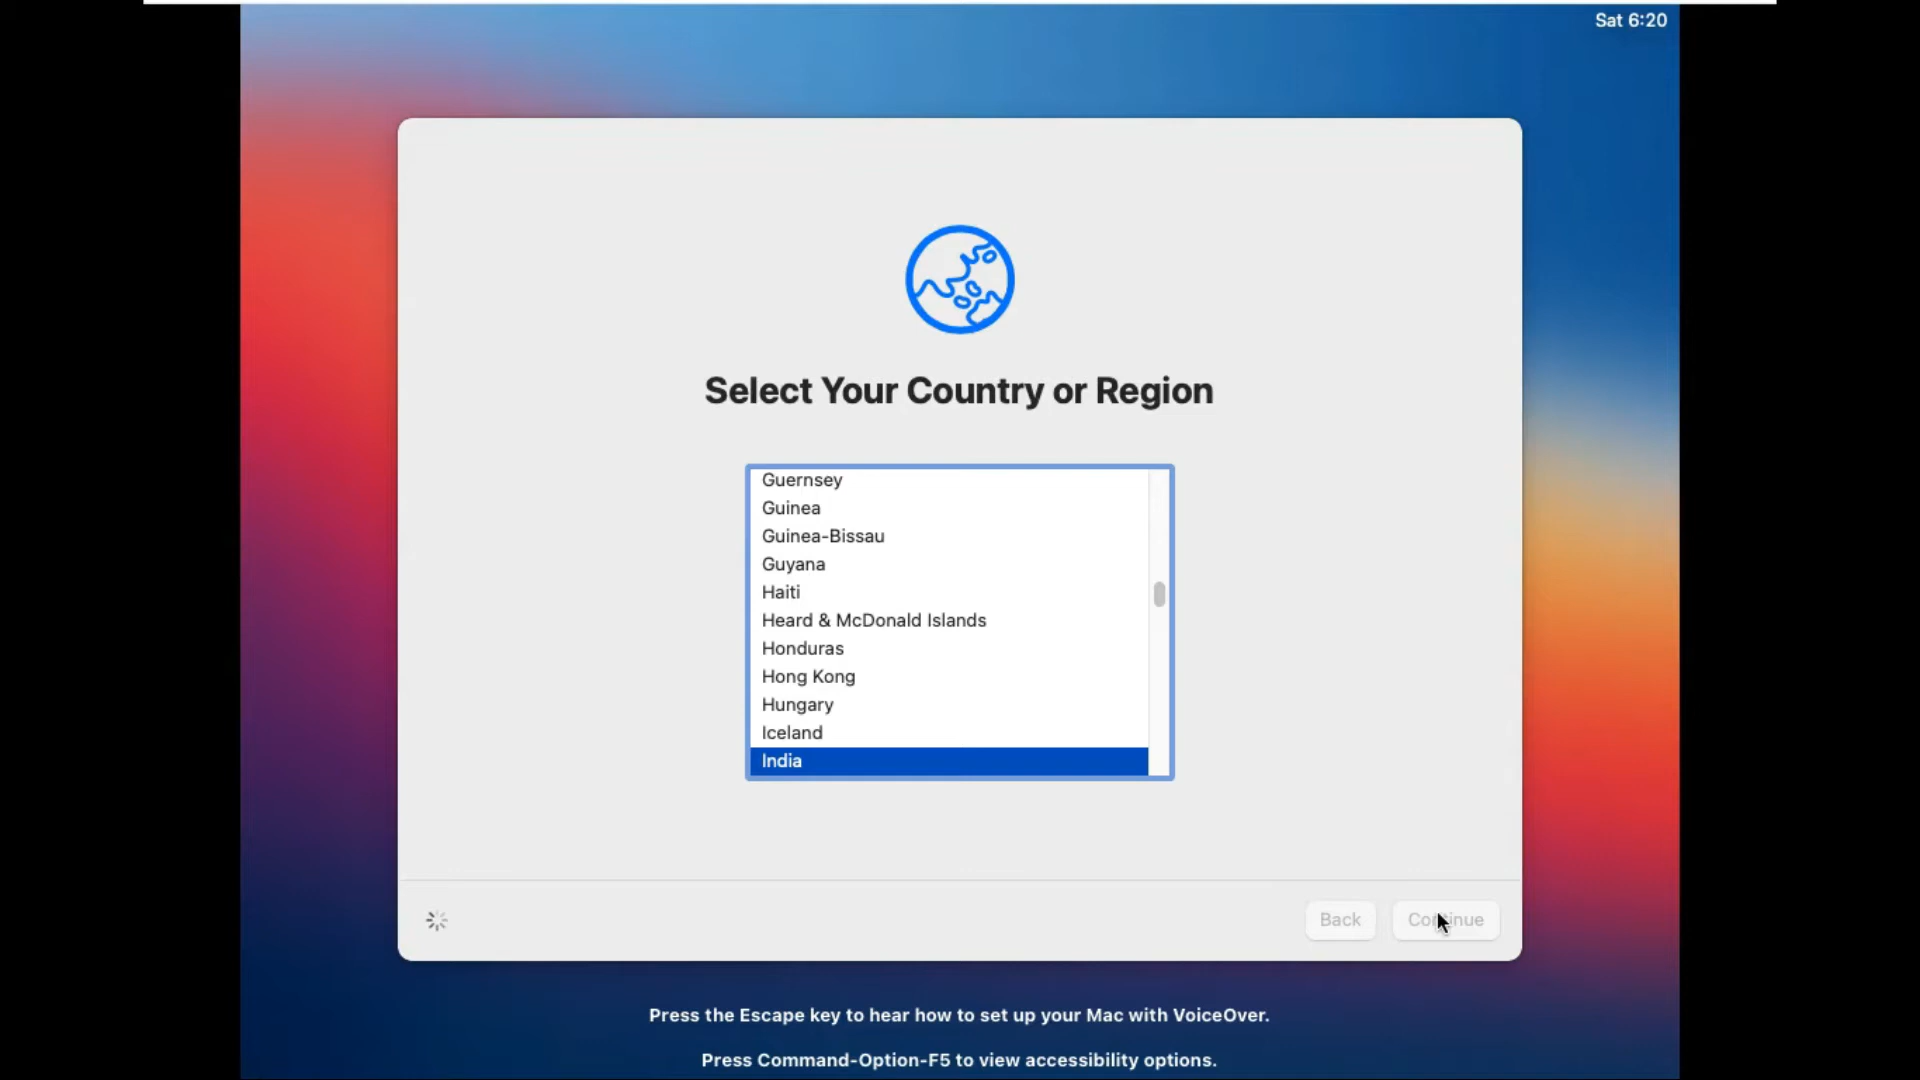 Sat 6:20
Select Your Country or Region
Guernsey
Guinea
Guinea-Bissau
Guyana
Haiti
Heard & McDonald Islands
Honduras
Hong Kong
Hungary
Iceland
India
Back
Continue
Press the Escape key to hear how to set up your Mac with VoiceOver.
Press Command-Option-F5 to view accessibility options.